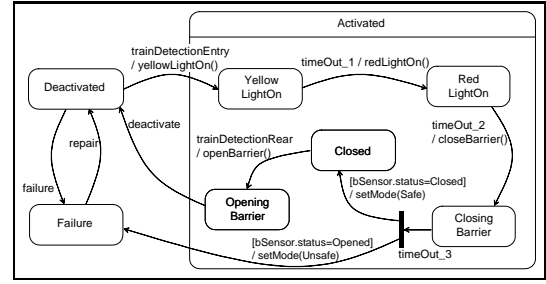 Activated
trainDetectionEntry
/ yellowLightOn()
timeOut_1 / redLightOn()
Deactivated
Yellow
LightOn
Red
LightOn
timeOut_2
/ closeBarrier()
deactivate
trainDetectionRear
/ openBarrier()
Closed
repair
[bSensor.status=Closed]
/ setMode(Safe)
failure
Opening
Barrier
Failure
Closing
Barrier
[bSensor.status=Opened]
/ setMode(Unsafe)
timeOut_3